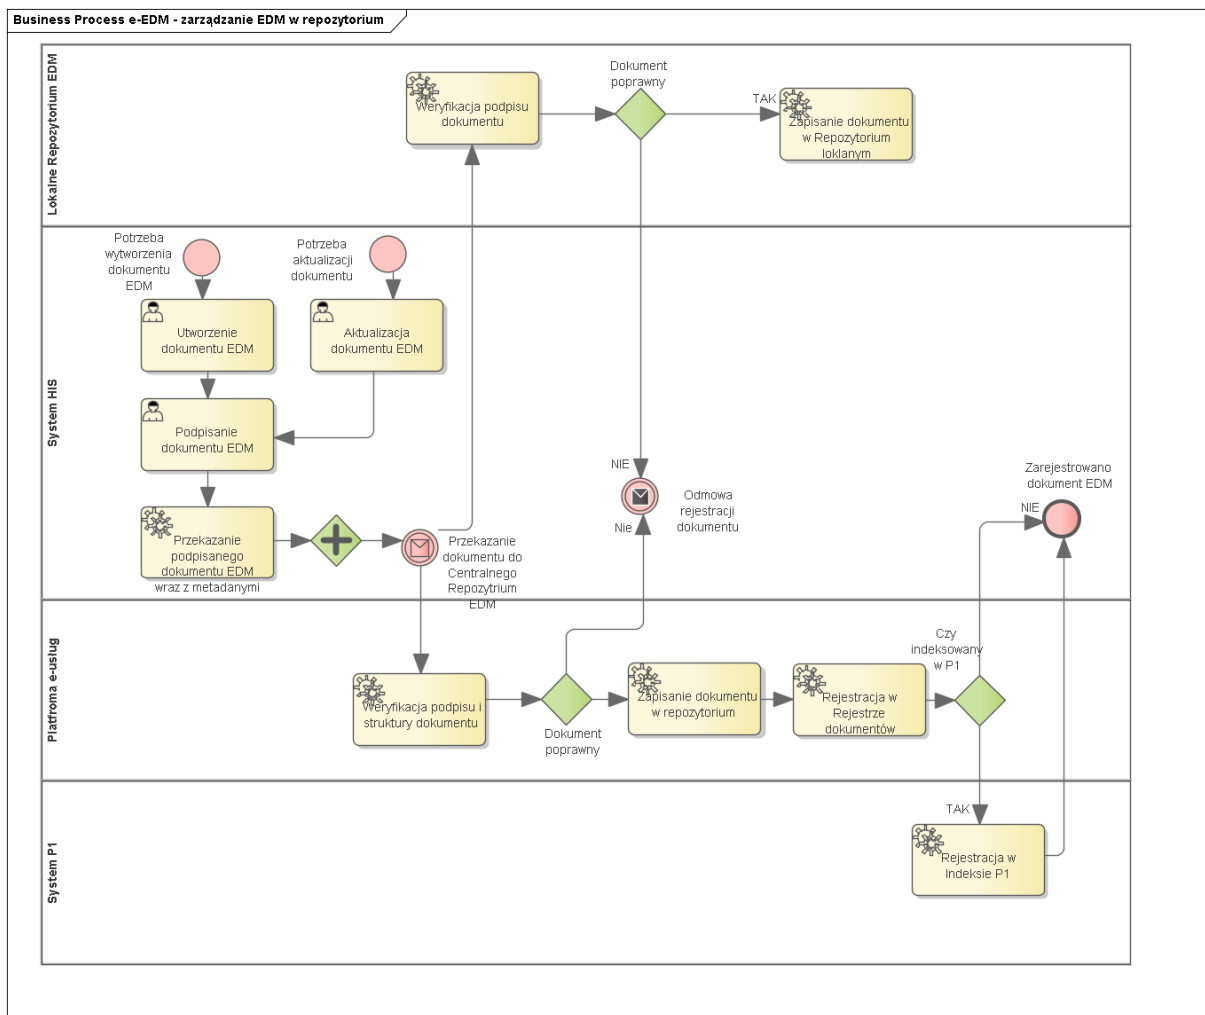 Business Process e-EDM - zarządzanie EDM w repozytorium
Lokalne Repozytorium EDM
Weryfikacja podpisu
dokumentu
Dokument
poprawny
TAK
Zapisanie dokumentu
w Repozytorium
loklanym
System HIS
Potrzeba
wytworzenia
dokumentu
EDM
Potrzeba
aktualizacji
dokumentu
Utworzenie
dokumentu EDM
Aktualizacja
dokumentu EDM
Podpisanie
dokumentu EDM
Przekazanie
podpisanego
dokumentu EDM
wraz z metadanymi
Przekazanie
dokumentu do
Centralnego
Repozytrium
EDM
NIE
Nie
Odmowa
rejestracji
dokumentu
Zarejestrowano
dokument EDM
NIE
Platfroma e-usług
Weryfikacja podpisu i
struktury dokumentu
Dokument
poprawny
Zapisanie dokumentu
w repozytorium
Rejestracja w
Rejestrze
dokumentów
Czy
indeksowany
w P1
System P1
TAK
Rejestracja w
Indeksie P1